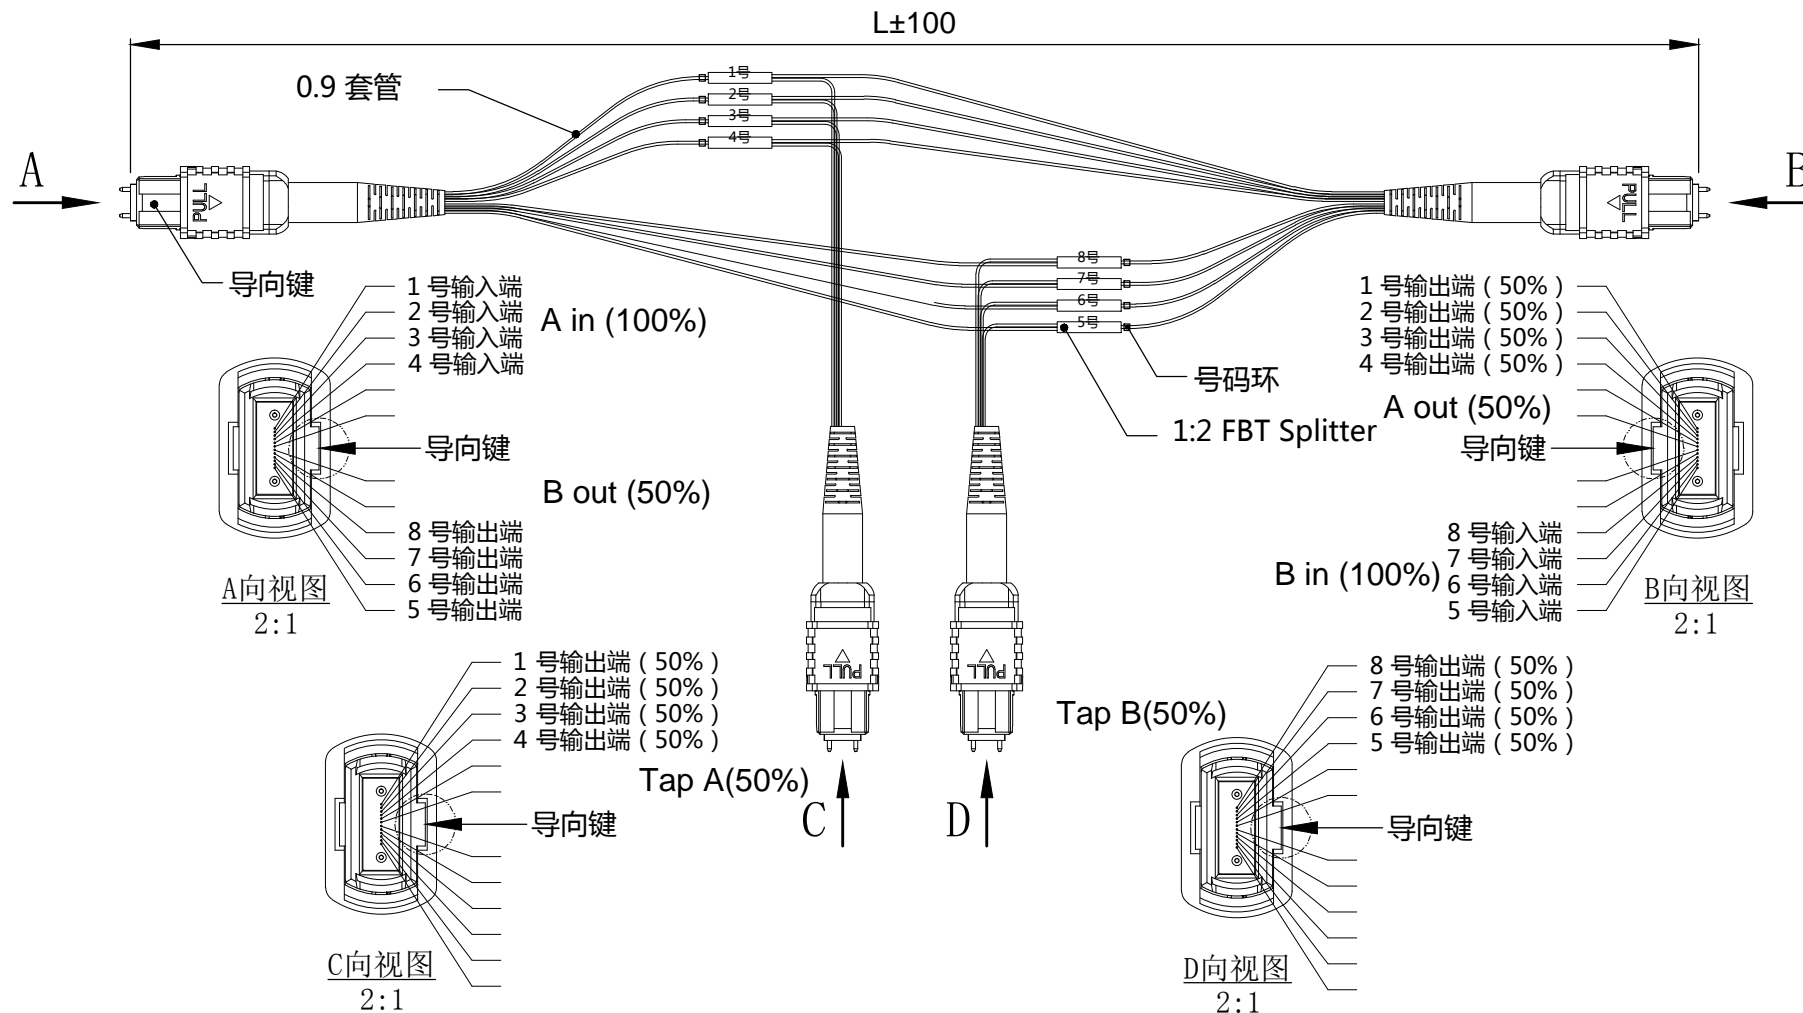 L±100
0.9 套管
1号
2号
3号
4号
A
PULL
PULL
B
导向键
8号
7号
6号
5号
号码环
1:2 FBT Splitter
1 号输入端
2 号输入端
3 号输入端
4 号输入端
A in (100%)
导向键
B out (50%)
8 号输出端
7 号输出端
6 号输出端
5 号输出端
A向视图
2:1
1 号输出端 ( 50% )
2 号输出端 ( 50% )
3 号输出端 ( 50% )
4 号输出端 ( 50% )
A out (50%)
导向键
8 号输入端
7 号输入端
B in (100%)
6 号输入端
5 号输入端
B向视图
2:1
PULL
PULL
1 号输出端 ( 50% )
2 号输出端 ( 50% )
3 号输出端 ( 50% )
4 号输出端 ( 50% )
Tap A(50%)
导向键
C
C向视图
2:1
Tap B(50%)
8 号输出端 ( 50% )
7 号输出端 ( 50% )
6 号输出端 ( 50% )
5 号输出端 ( 50% )
导向键
D
D向视图
2:1